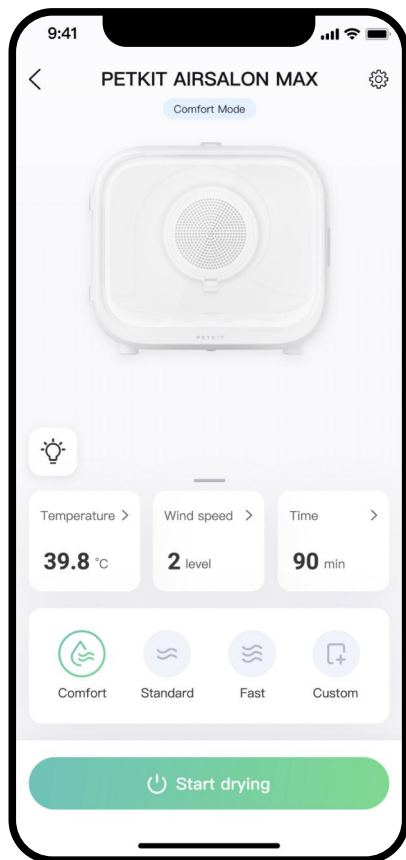 9:41
PETKIT AIRSALON MAX
Comfort Mode
PETKIT
Temperature > Wind speed > Time >
39.8 °C 2 level 90 min
Comfort Standard Fast Custom
Start drying